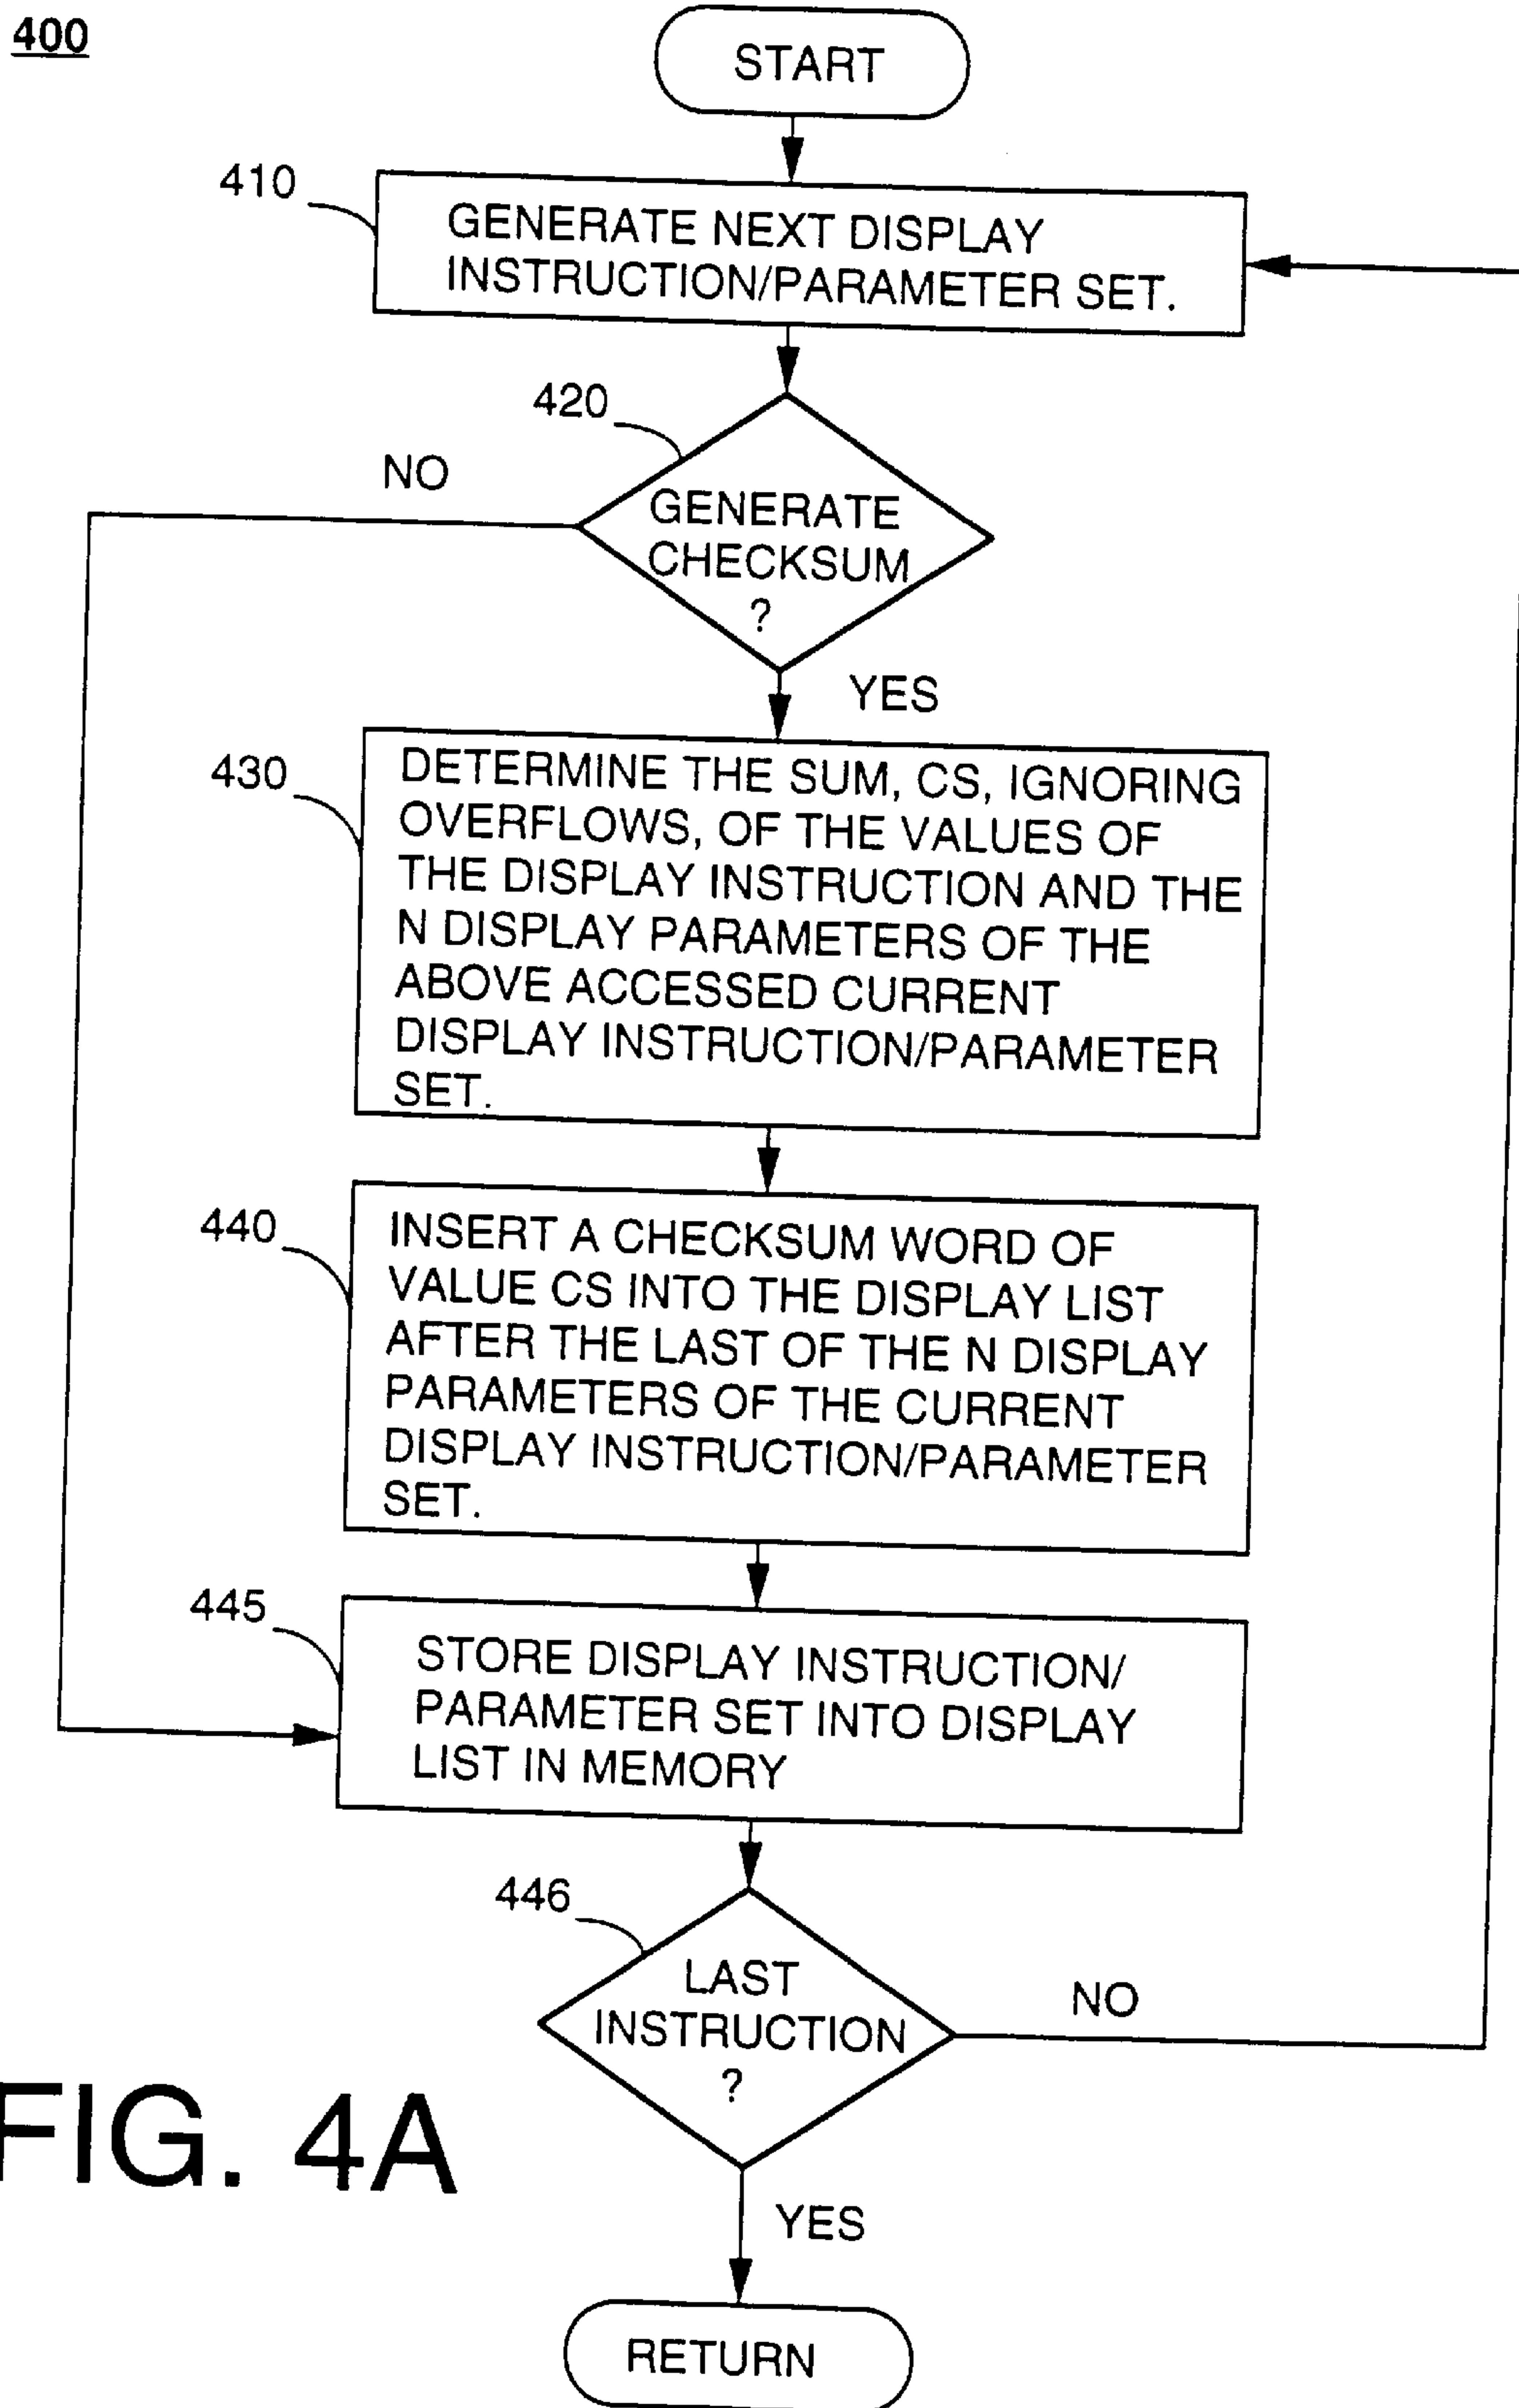 400
START
410
GENERATE NEXT DISPLAY
INSTRUCTION/PARAMETER SET.
420
NO
GENERATE
CHECKSUM
?
YES
430
DETERMINE THE SUM, CS, IGNORING
OVERFLOWS, OF THE VALUES OF
THE DISPLAY INSTRUCTION AND THE
N DISPLAY PARAMETERS OF THE
ABOVE ACCESSED CURRENT
DISPLAY INSTRUCTION/PARAMETER
SET.
440
INSERT A CHECKSUM WORD OF
VALUE CS INTO THE DISPLAY LIST
AFTER THE LAST OF THE N DISPLAY
PARAMETERS OF THE CURRENT
DISPLAY INSTRUCTION/PARAMETER
SET.
445
STORE DISPLAY INSTRUCTION/
PARAMETER SET INTO DISPLAY
LIST IN MEMORY
446
LAST
INSTRUCTION
?
NO
YES
FIG. 4A
RETURN